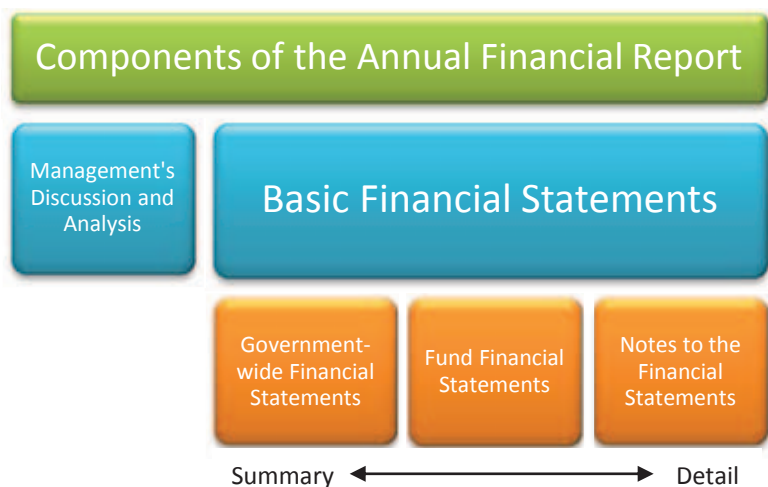 Components of the Annual Financial Report
Management's
Discussion and
Analysis
Basic Financial Statements
Government-
wide Financial
Statements
Fund Financial
Statements
Notes to the
Financial
Statements
Summary
Detail